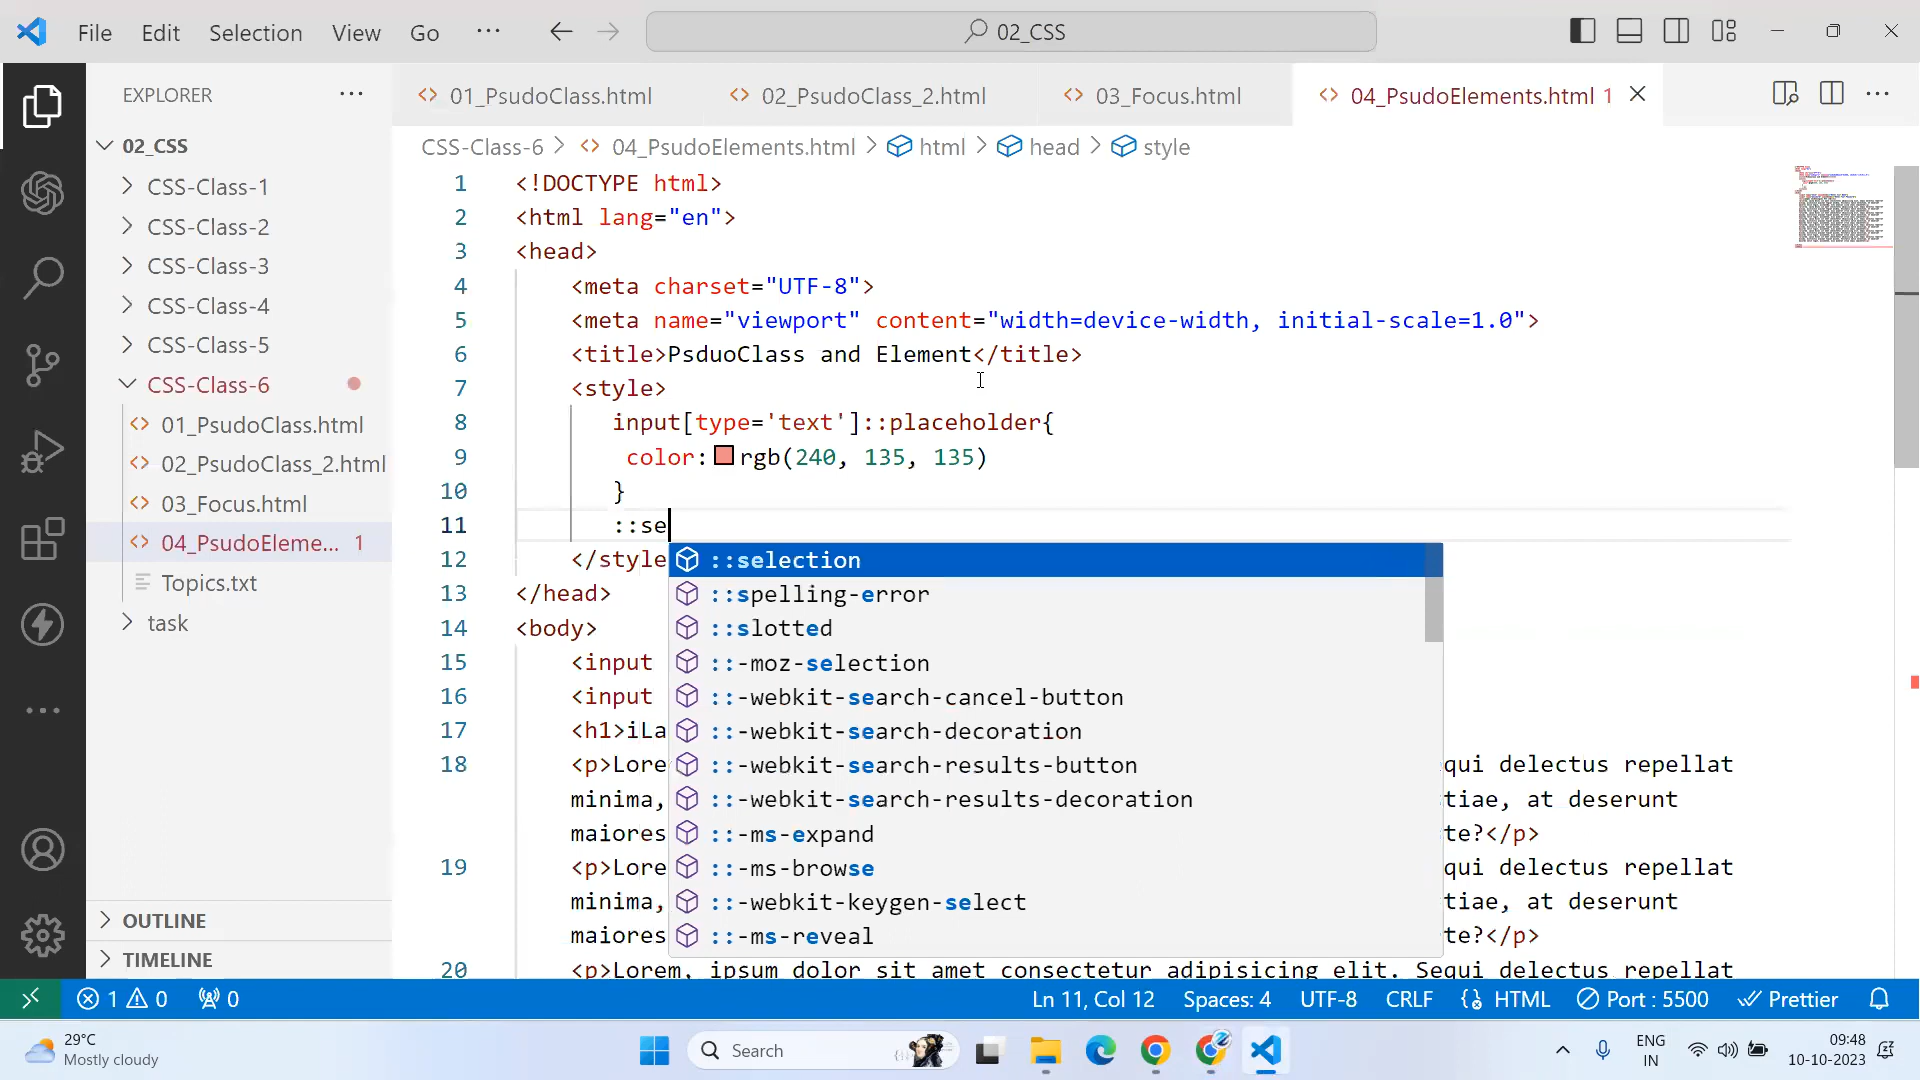 File Edit Selection View Go ··· 02_CSS
EXPLORER ···
01_PsudoClass.html 02_PsudoClass_2.html 03_Focus.html 04_PsudoElements.html 1
02_CSS
CSS-Class-6 > 04_PsudoElements.html > html > head > style
CSS-Class-1
CSS-Class-2
CSS-Class-3
CSS-Class-4
CSS-Class-5
CSS-Class-6
01_PsudoClass.html
02_PsudoClass_2.html
03_Focus.html
04_PsudoEleme... 1
Topics.txt
task
OUTLINE
TIMELINE
1 <!DOCTYPE html>
2 <html lang="en">
3 <head>
4 <meta charset="UTF-8">
5 <meta name="viewport" content="width=device-width, initial-scale=1.0">
6 <title>PsduoClass and Element</title>
7 <style>
8 input[type='text']::placeholder{
9 color:rgb(240, 135, 135)
10 }
11 ::se
12 </style
13 </head>
14 <body>
15 <input
16 <input
17 <h1>iLa
18 <p>Lore qui delectus repellat
minima, tiae, at deserunt
maiores te?</p>
19 <p>Lore qui delectus repellat
minima, tiae, at deserunt
maiores te?</p>
20 <p>Lorem, ipsum dolor sit amet consectetur adipisicing elit. Sequi delectus repellat
::selection
::spelling-error
::slotted
::-moz-selection
::-webkit-search-cancel-button
::-webkit-search-decoration
::-webkit-search-results-button
::-webkit-search-results-decoration
::-ms-expand
::-ms-browse
::-webkit-keygen-select
::-ms-reveal
1 0 0 Ln 11, Col 12 Spaces: 4 UTF-8 CRLF HTML Port : 5500 Prettier
29°C
Mostly cloudy
Search
ENG
IN
09:48
10-10-2023